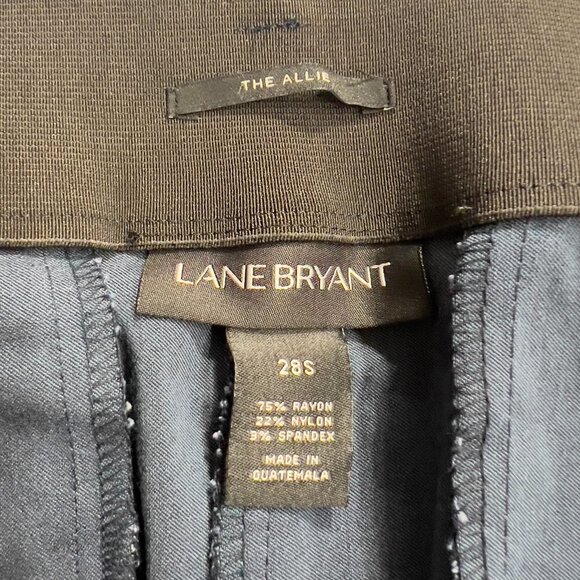 THE ALLIE
LANE BRYANT
28S
75% RAYON
22% NYLON
3% SPANDEX
MADE IN
GUATEMALA